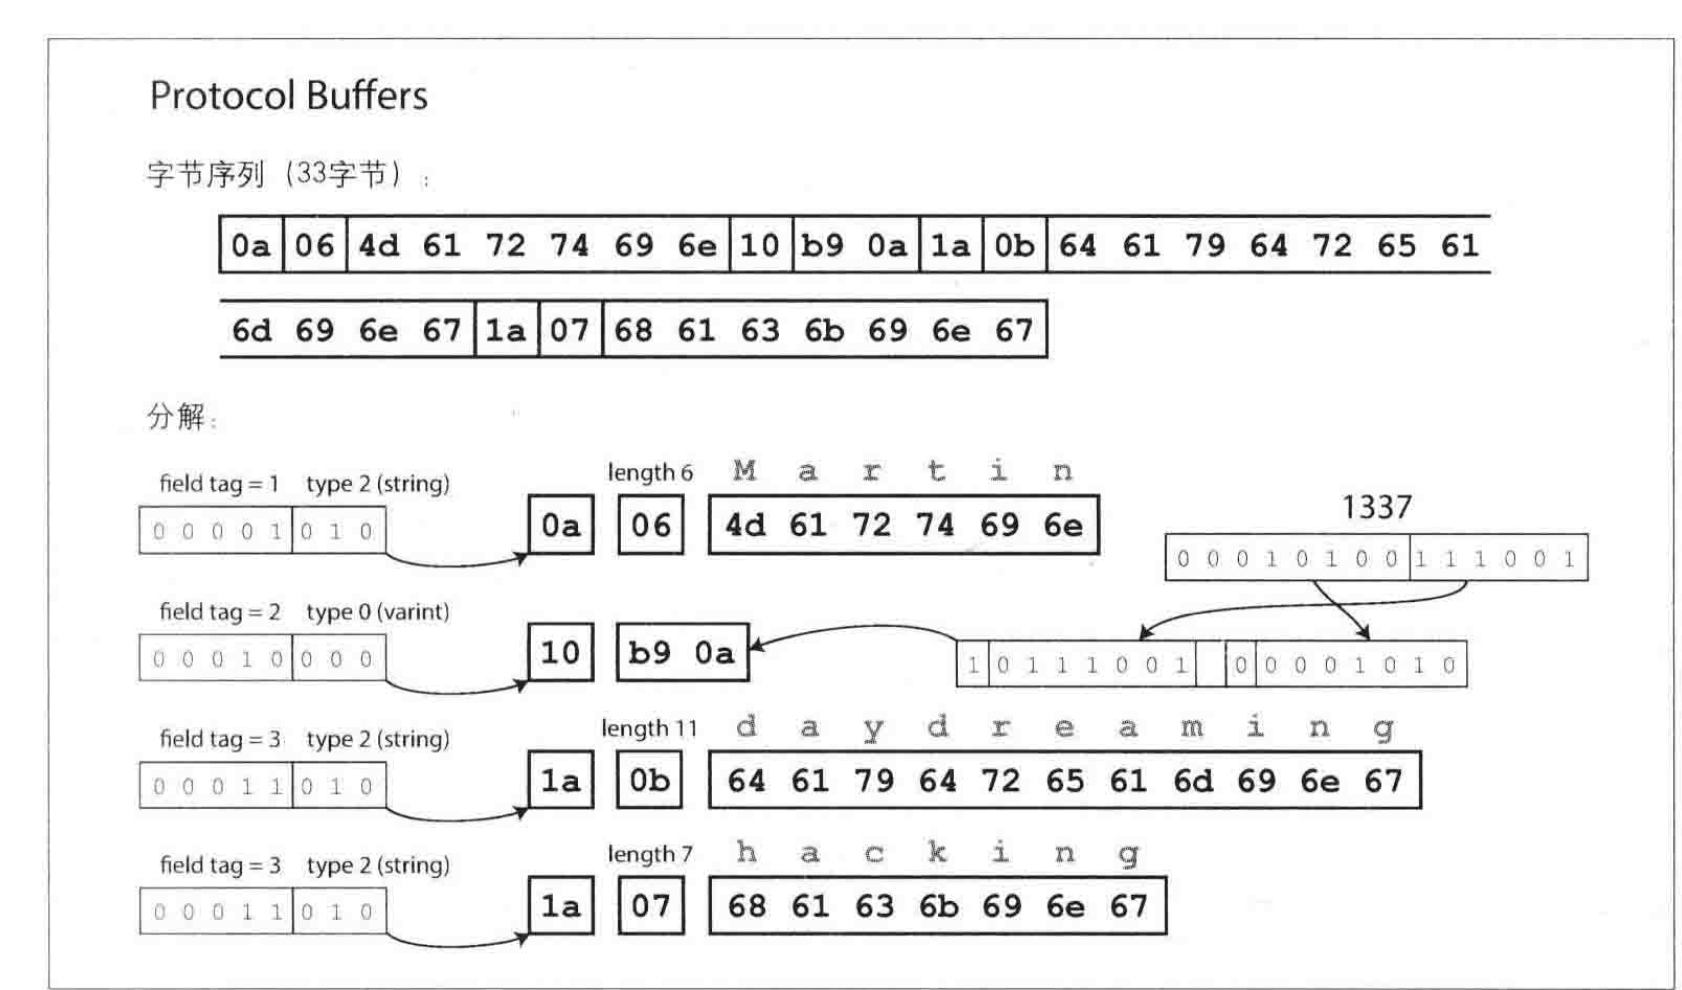 Protocol Buffers
字节序列（33字节）:
0a 06 4d 61 72 74 69 6e 10 b9 0a 1a 0b 64 61 79 64 72 65 61
6d 69 6e 67 1a 07 68 61 63 6b 69 6e 67
分解:
field tag = 1 type 2 (string) length 6 M a r t i n
0 0 0 0 1 0 1 0 0a 06 4d 61 72 74 69 6e
1337
0 0 0 1 0 1 0 0 1 1 1 0 0 1
field tag = 2 type 0 (varint)
0 0 0 1 0 0 0 0 10 b9 0a 1 0 1 1 1 0 0 1 0 0 0 0 1 0 1 0
field tag = 3 type 2 (string) length 11 d a y d r e a m i n g
0 0 0 1 1 0 1 0 1a 0b 64 61 79 64 72 65 61 6d 69 6e 67
field tag = 3 type 2 (string) length 7 h a c k i n g
0 0 0 1 1 0 1 0 1a 07 68 61 63 6b 69 6e 67